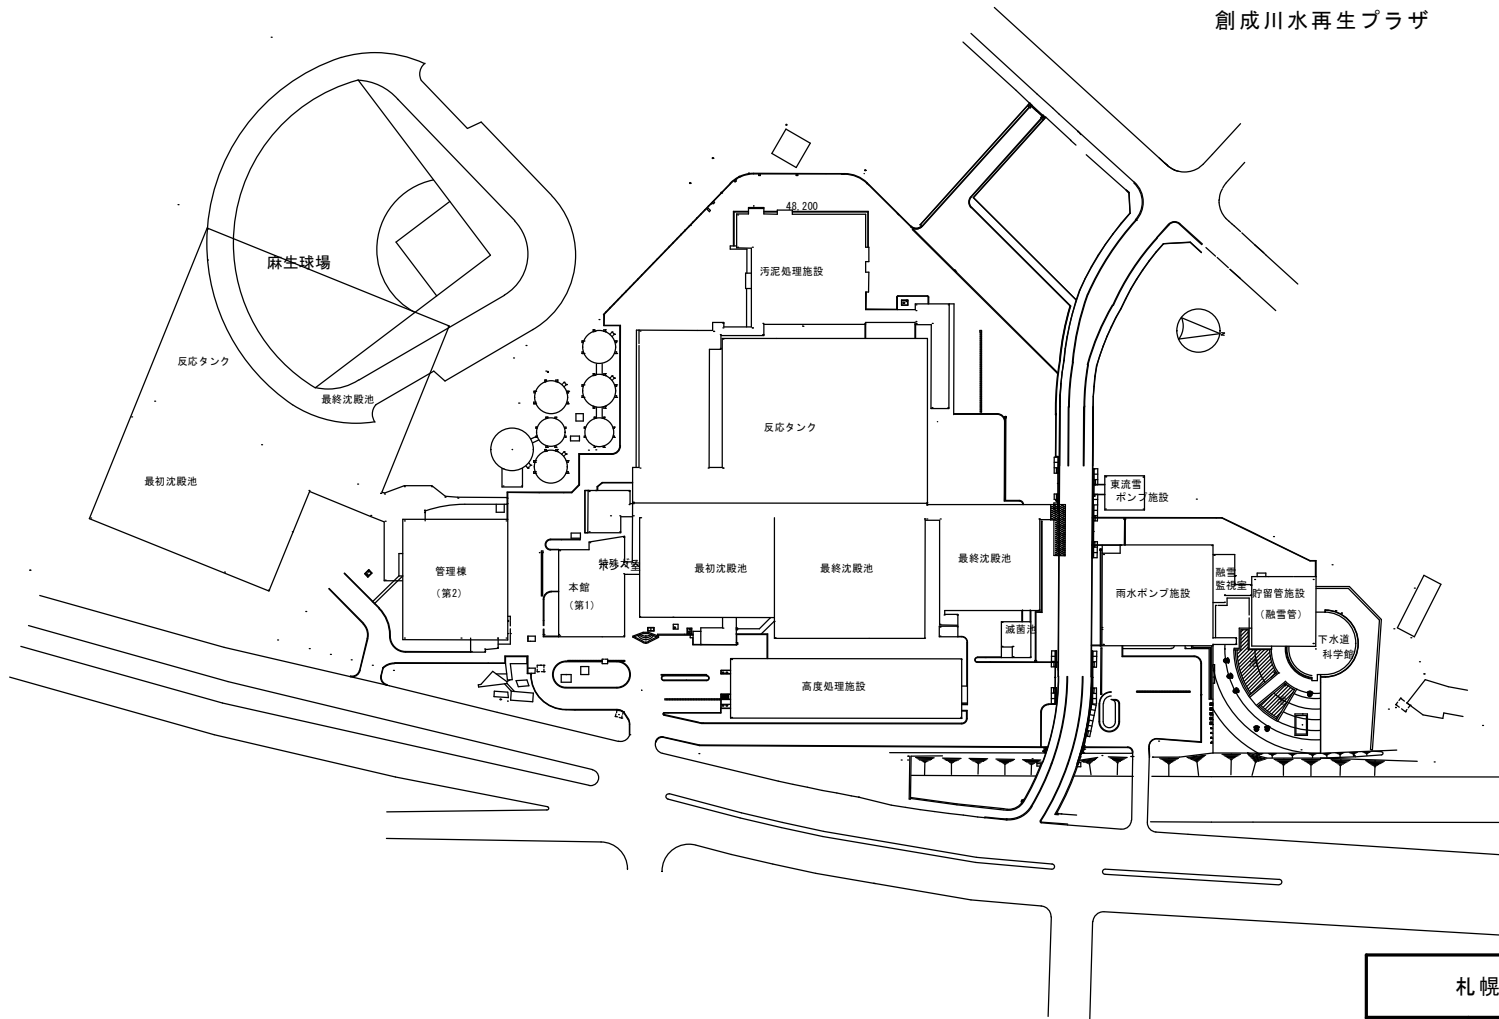 創成川水再生プラザ
48,200
麻生球場
汚泥処理施設
反応タンク
最終沈殿池
反応タンク
最初沈殿池
東流雪
ポンプ施設
管理棟
(第2)
本館
(第1)
最初沈殿池
最終沈殿池
最終沈殿池
雨水ポンプ施設
融雪
監視室
貯留管施設
(融雪管)
滅菌池
下水道
科学館
高度処理施設
札幌